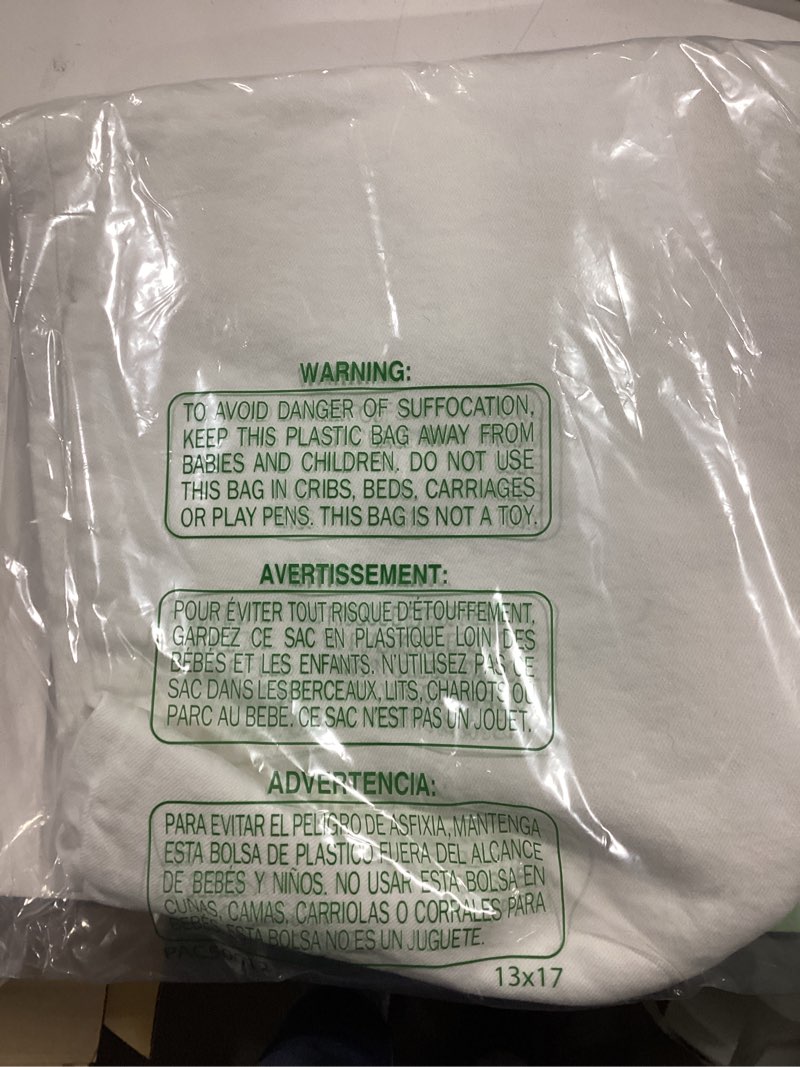 WARNING:
TO AVOID DANGER OF SUFFOCATION,
KEEP THIS PLASTIC BAG AWAY FROM
BABIES AND CHILDREN. DO NOT USE
THIS BAG IN CRIBS, BEDS, CARRIAGES
OR PLAY PENS. THIS BAG IS NOT A TOY.
AVERTISSEMENT:
POUR ÉVITER TOUT RISQUE D'ÉTOUFFEMENT,
GARDEZ CE SAC EN PLASTIQUE LOIN DES
BÉBÉS ET LES ENFANTS. N'UTILISEZ PAS CE
SAC DANS LES BERCEAUX, LITS, CHARIOTS OU
PARC AU BEBE. CE SAC N'EST PAS UN JOUET.
ADVERTENCIA:
PARA EVITAR EL PELIGRO DE ASFIXIA, MANTENGA
ESTA BOLSA DE PLASTICO FUERA DEL ALCANCE
DE BEBÉS Y NIÑOS. NO USAR ESTA BOLSA EN
CUNAS, CAMAS, CARRIOLAS O CORRALES PARA
BEBÉS. ESTA BOLSA NO ES UN JUGUETE.
13x17